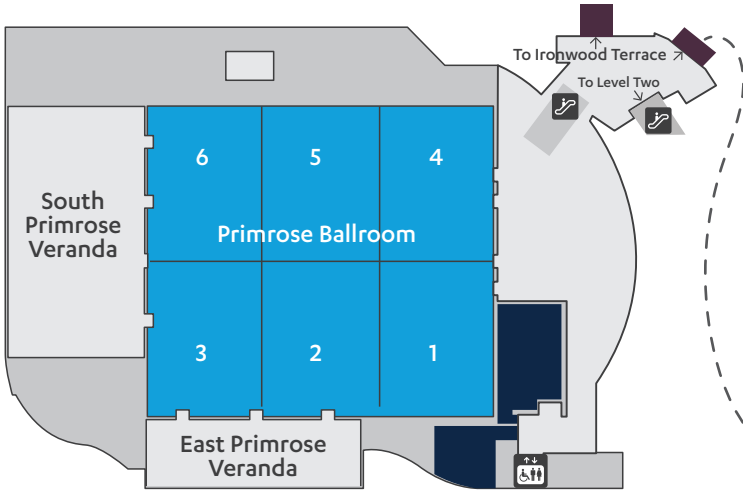 To Ironwood Terrace
To Level Two
6
5
4
South
Primrose
Veranda
Primrose Ballroom
3
2
1
East Primrose
Veranda